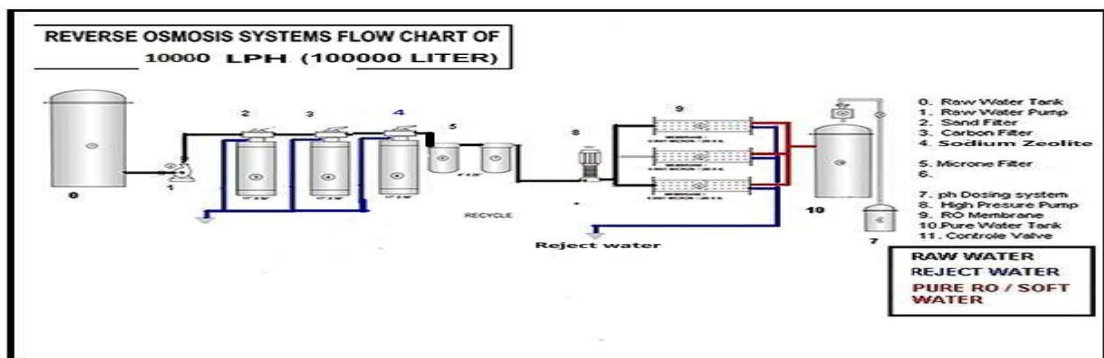 REVERSE OSMOSIS SYSTEMS FLOW CHART OF
10000 LPH (100000 LITER)
2
3
4
5
8
9
0
1
10
7
RECYCLE
Reject water
0. Raw Water Tank
1. Raw Water Pump
2. Sand Filter
3. Carbon Filter
4. Sodium Zeolite
5. Microne Filter
6.
7. ph Dosing system
8. High Presure Pump
9. RO Membrane
10.Pure Water Tank
11. Controle Valve
RAW WATER
REJECT WATER
PURE RO / SOFT
WATER